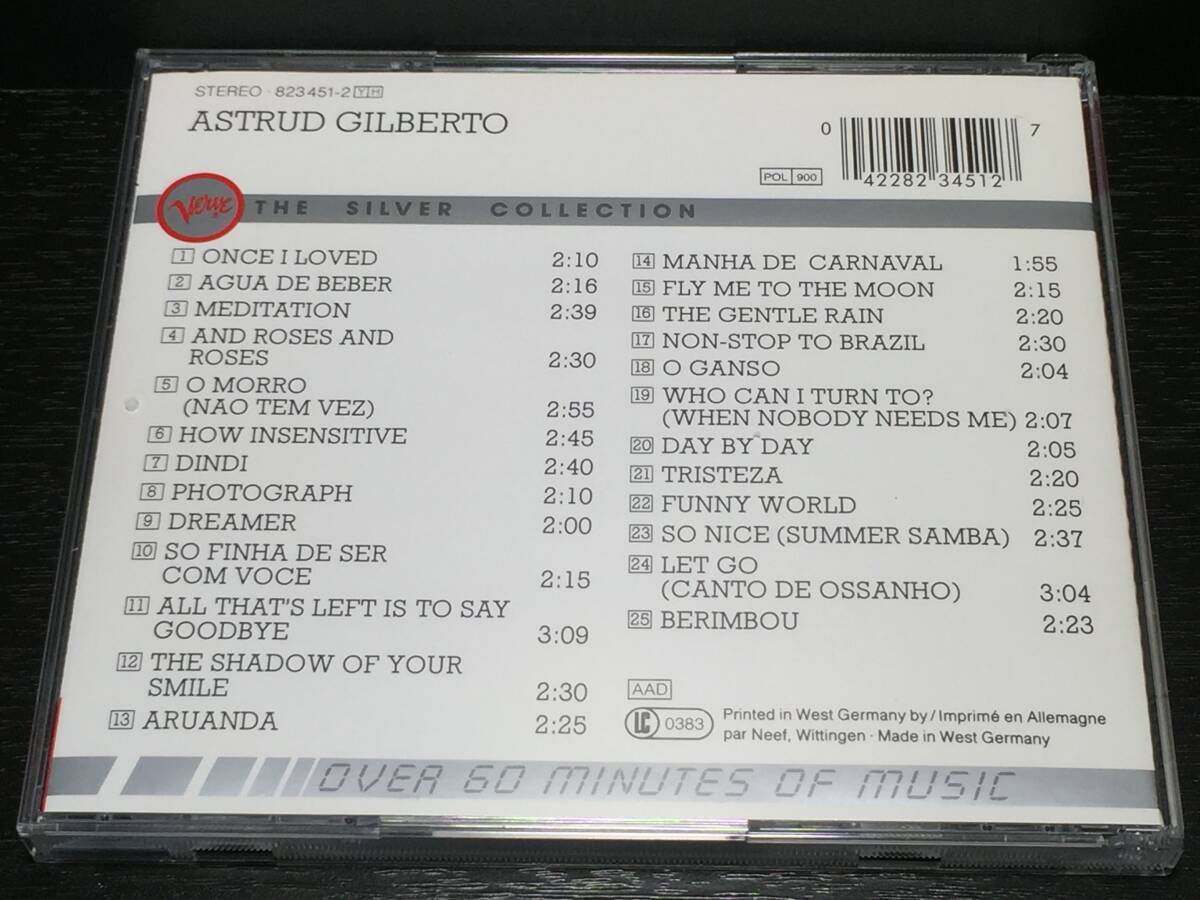 STEREO · 823 451-2 YH
ASTRUD GILBERTO
0 42282 34512 7
POL 900
Verve THE SILVER COLLECTION
1 ONCE I LOVED 2:10
2 AGUA DE BEBER 2:16
3 MEDITATION 2:39
4 AND ROSES AND
ROSES 2:30
5 O MORRO
(NAO TEM VEZ) 2:55
6 HOW INSENSITIVE 2:45
7 DINDI 2:40
8 PHOTOGRAPH 2:10
9 DREAMER 2:00
10 SO FINHA DE SER
COM VOCE 2:15
11 ALL THAT'S LEFT IS TO SAY
GOODBYE 3:09
12 THE SHADOW OF YOUR
SMILE 2:30
13 ARUANDA 2:25
14 MANHA DE CARNAVAL 1:55
15 FLY ME TO THE MOON 2:15
16 THE GENTLE RAIN 2:20
17 NON-STOP TO BRAZIL 2:30
18 O GANSO 2:04
19 WHO CAN I TURN TO?
(WHEN NOBODY NEEDS ME) 2:07
20 DAY BY DAY 2:05
21 TRISTEZA 2:20
22 FUNNY WORLD 2:25
23 SO NICE (SUMMER SAMBA) 2:37
24 LET GO
(CANTO DE OSSANHO) 3:04
25 BERIMBOU 2:23
AAD
LC 0383
Printed in West Germany by / Imprimé en Allemagne
par Neef, Wittingen · Made in West Germany
OVER 60 MINUTES OF MUSIC